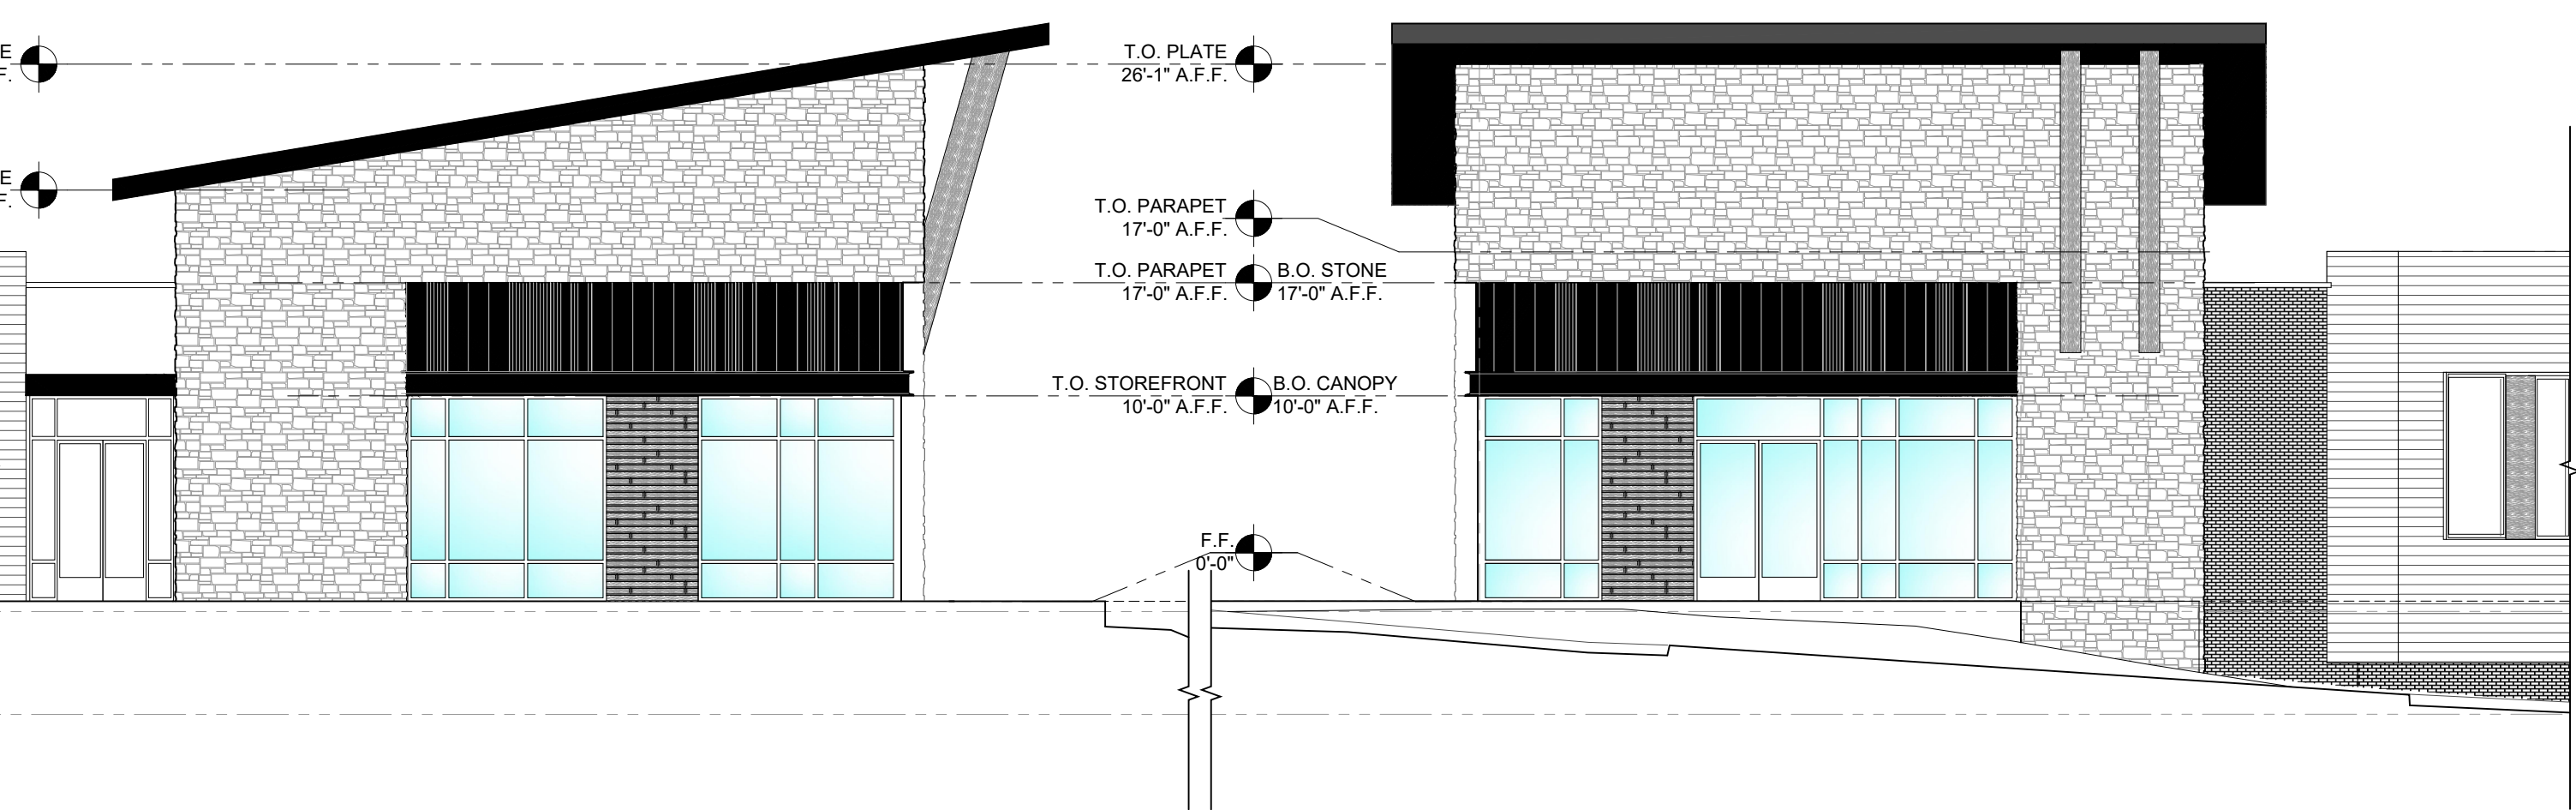 E
F.
E
F.
T.O. PLATE
26'-1" A.F.F.
T.O. PARAPET
17'-0" A.F.F.
T.O. PARAPET
17'-0" A.F.F.
B.O. STONE
17'-0" A.F.F.
T.O. STOREFRONT
10'-0" A.F.F.
B.O. CANOPY
10'-0" A.F.F.
F.F.
0'-0"